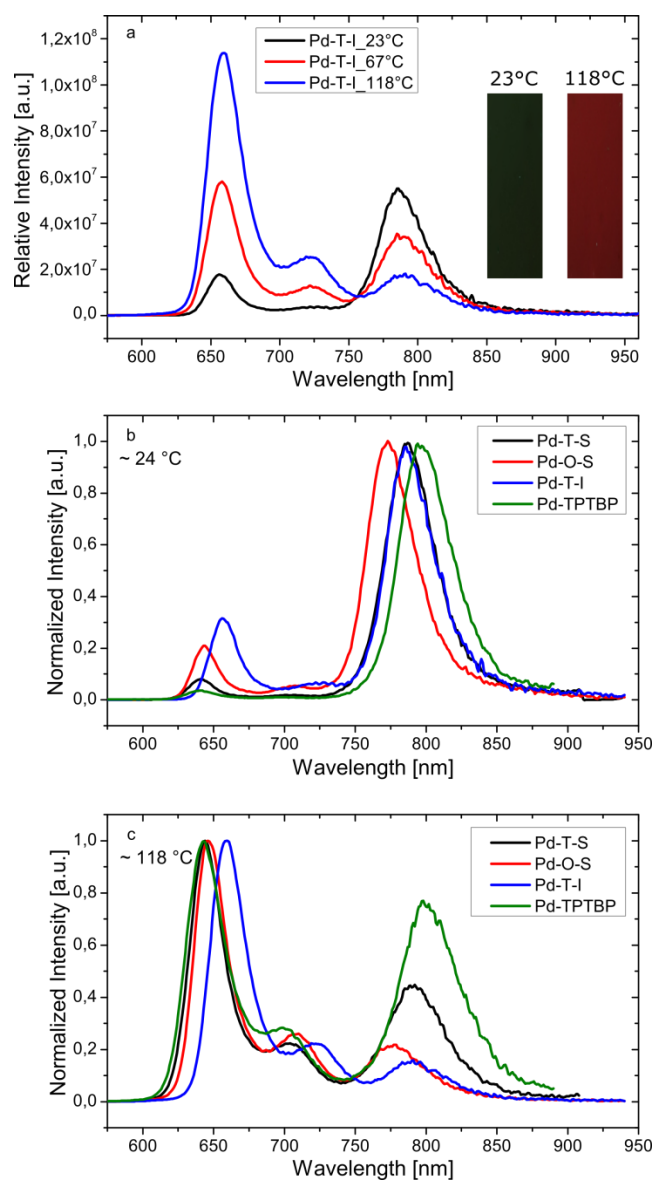 a
Pd-T-I_23°C
Pd-T-I_67°C
Pd-T-I_118°C
23°C 118°C
1,2x10⁸
1,0x10⁸
8,0x10⁷
6,0x10⁷
4,0x10⁷
2,0x10⁷
0,0
Relative Intensity [a.u.]
600 650 700 750 800 850 900 950
Wavelength [nm]
b
~ 24 °C
Pd-T-S
Pd-O-S
Pd-T-I
Pd-TPTBP
1,0
0,8
0,6
0,4
0,2
0,0
Normalized Intensity [a.u.]
600 650 700 750 800 850 900 950
Wavelength [nm]
c
~ 118 °C
Pd-T-S
Pd-O-S
Pd-T-I
Pd-TPTBP
1,0
0,8
0,6
0,4
0,2
0,0
Normalized Intensity [a.u.]
600 650 700 750 800 850 900 950
Wavelength [nm]